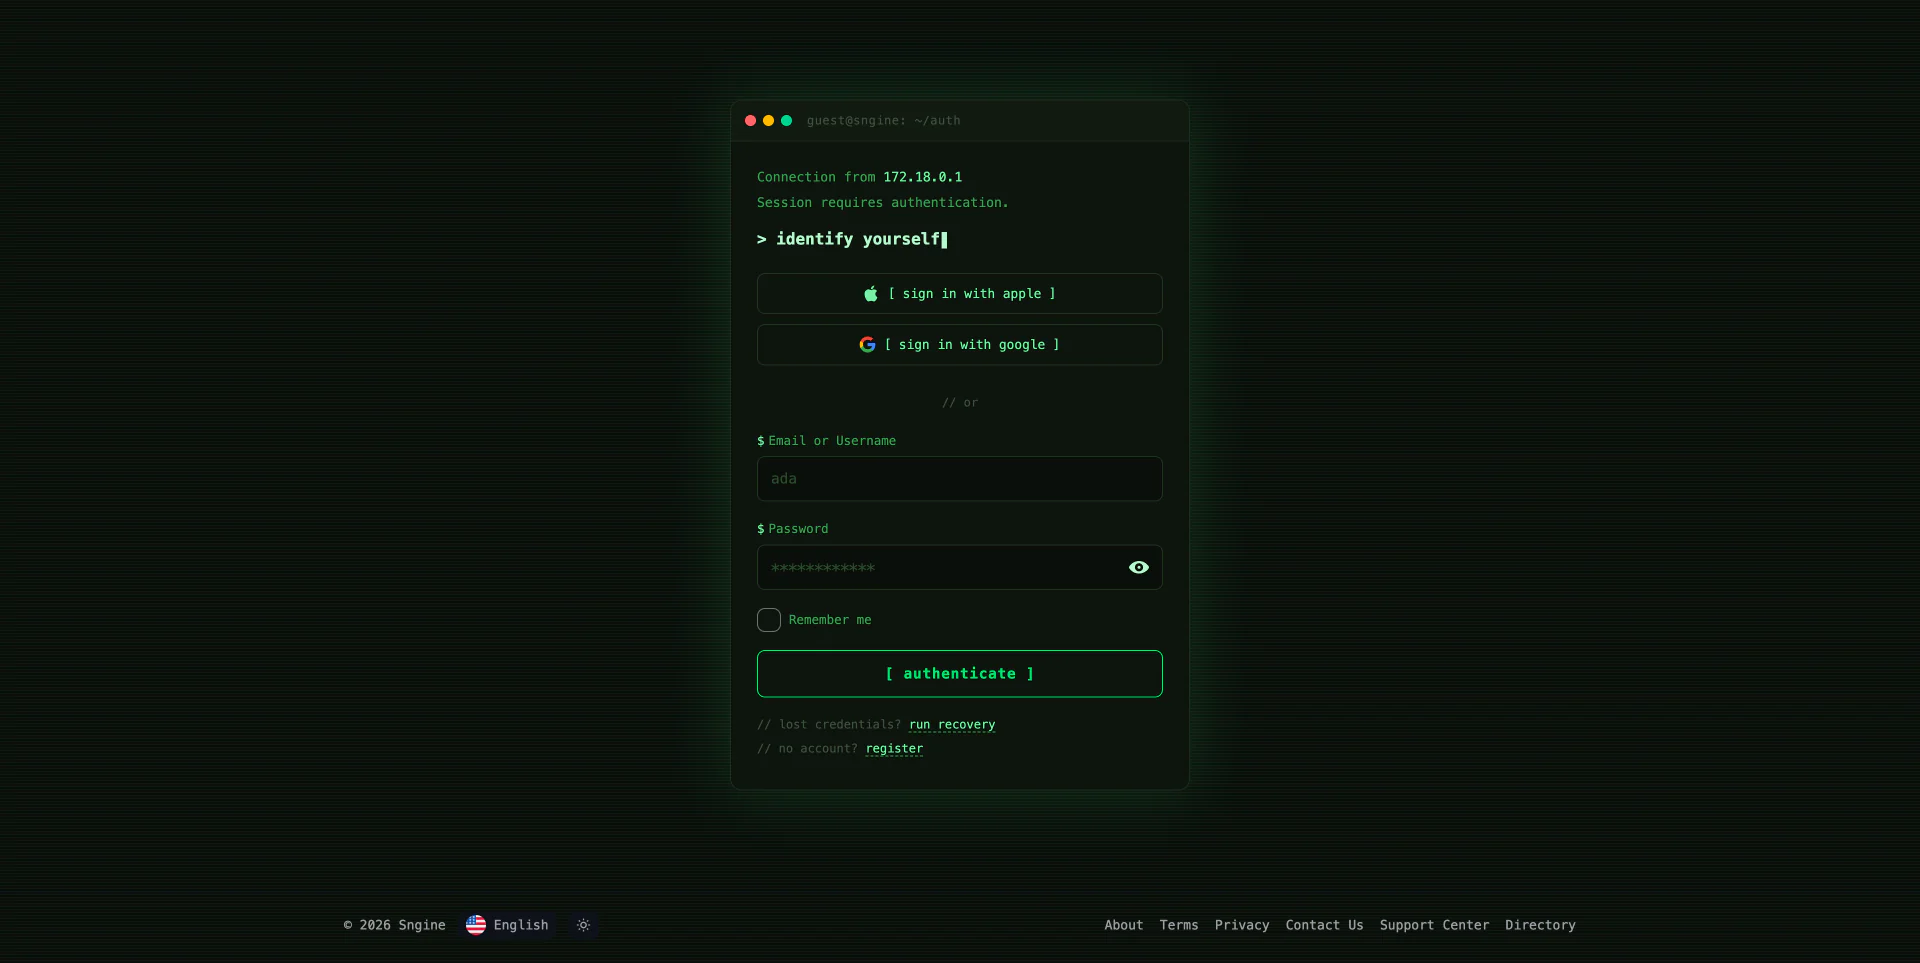 guest@sngine: ~/auth
Connection from 172.18.0.1
Session requires authentication.
> identify yourself
[ sign in with apple ]
[ sign in with google ]
// or
$ Email or Username
ada
$ Password
************
Remember me
[ authenticate ]
// lost credentials? run recovery
// no account? register
© 2026 Sngine English About Terms Privacy Contact Us Support Center Directory